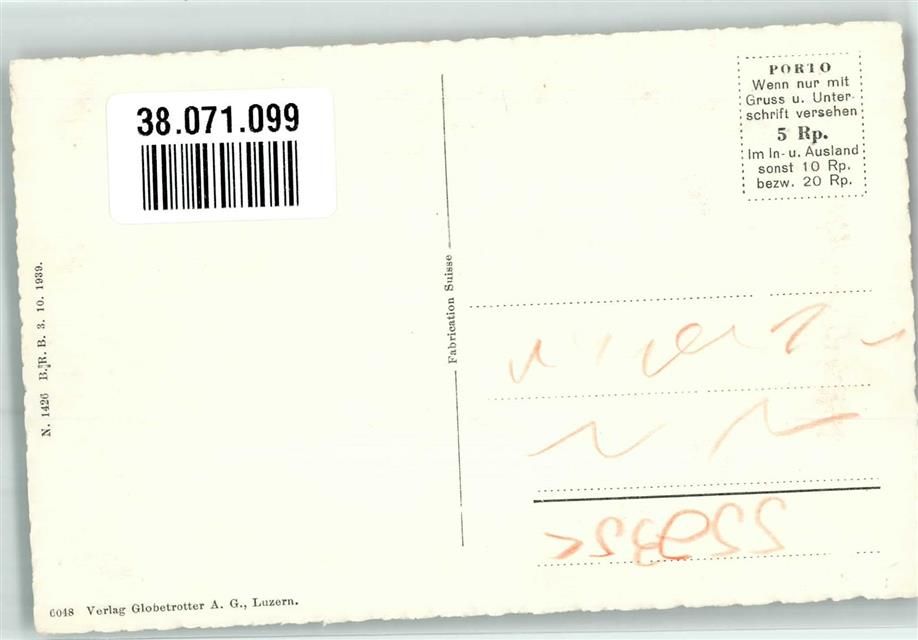 38.071.099
PORTO
Wenn nur mit
Gruss u. Unter-
schrift versehen
5 Rp.
Im In- u. Ausland
sonst 10 Rp.
bezw. 20 Rp.
N. 1426 B. R. B. 3. 10. 1939.
Fabrication Suisse
6048 Verlag Globetrotter A. G., Luzern.